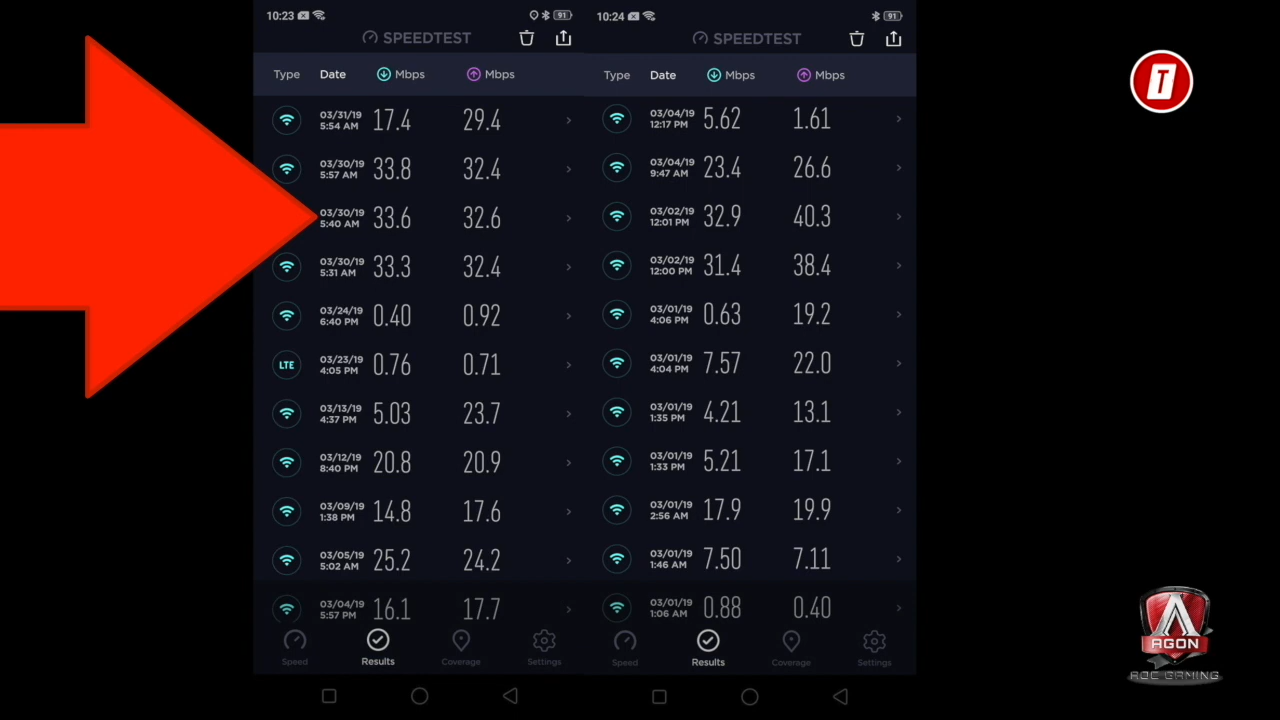 10:23
91
SPEEDTEST
Type Date Mbps Mbps
03/31/19
5:54 AM
17.4 29.4
03/30/19
5:57 AM
33.8 32.4
03/30/19
5:40 AM
33.6 32.6
03/30/19
5:31 AM
33.3 32.4
03/24/19
6:40 PM
0.40 0.92
LTE
03/23/19
4:05 PM
0.76 0.71
03/13/19
4:37 PM
5.03 23.7
03/12/19
8:40 PM
20.8 20.9
03/09/19
1:38 PM
14.8 17.6
03/05/19
5:02 AM
25.2 24.2
03/04/19
5:57 PM
16.1 17.7
Speed Results Coverage Settings
10:24
91
SPEEDTEST
Type Date Mbps Mbps
03/04/19
12:17 PM
5.62 1.61
03/04/19
9:47 AM
23.4 26.6
03/02/19
12:01 PM
32.9 40.3
03/02/19
12:00 PM
31.4 38.4
03/01/19
4:06 PM
0.63 19.2
03/01/19
4:04 PM
7.57 22.0
03/01/19
1:35 PM
4.21 13.1
03/01/19
1:33 PM
5.21 17.1
03/01/19
2:56 AM
17.9 19.9
03/01/19
1:46 AM
7.50 7.11
03/01/19
1:06 AM
0.88 0.40
Speed Results Coverage Settings
T
AGON
AOC GAMING